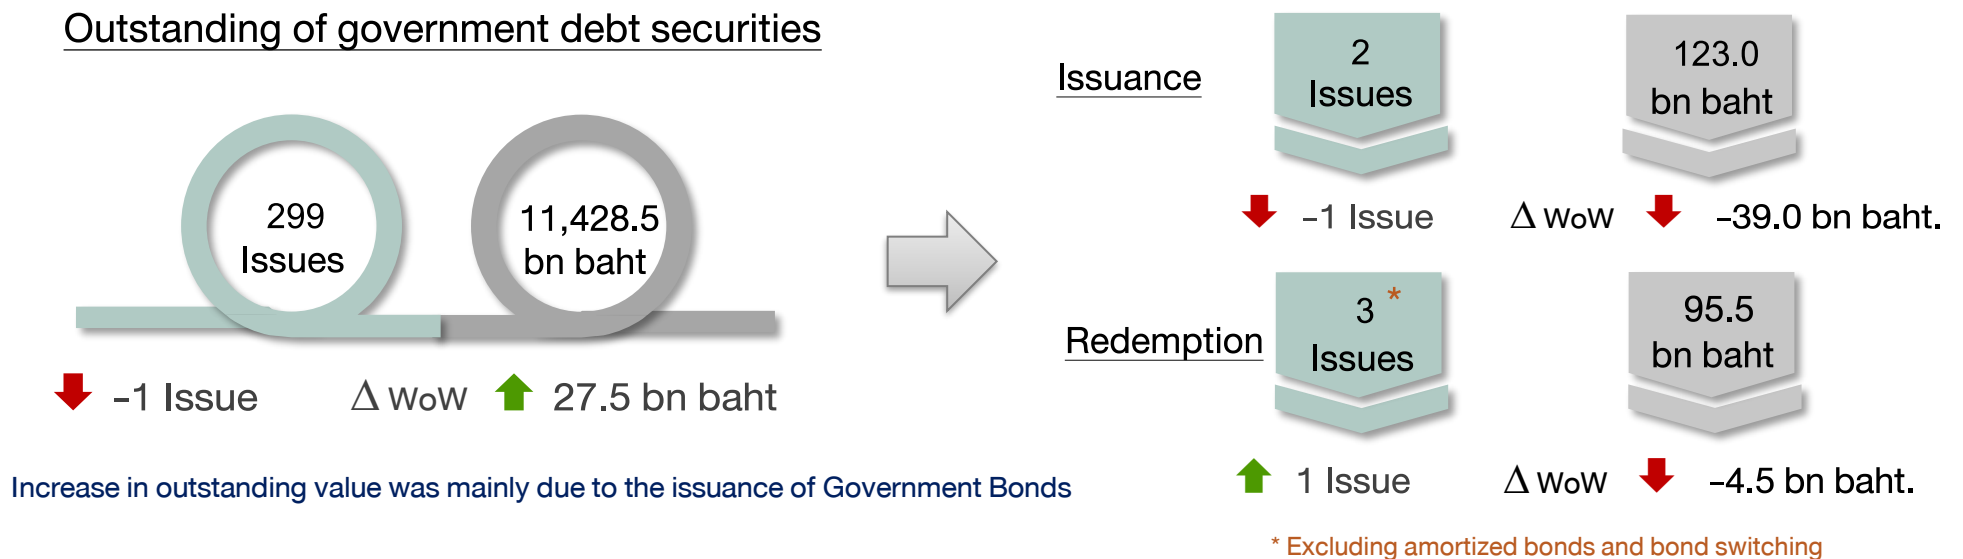 Outstanding of government debt securities
299
Issues
11,428.5
bn baht
-1 Issue
Δ WoW
27.5 bn baht
Increase in outstanding value was mainly due to the issuance of Government Bonds
Issuance
2
Issues
123.0
bn baht
-1 Issue
Δ WoW
-39.0 bn baht.
Redemption
3 *
Issues
95.5
bn baht
1 Issue
Δ WoW
-4.5 bn baht.
* Excluding amortized bonds and bond switching